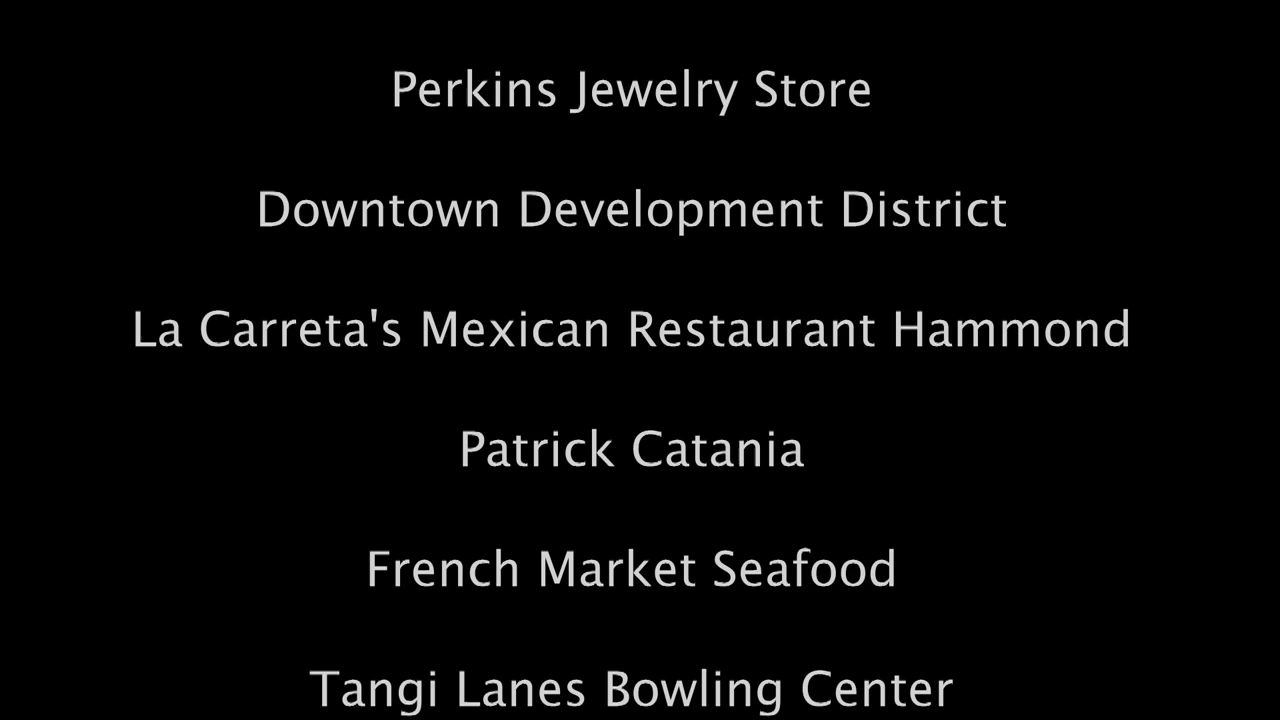 Perkins Jewelry Store
Downtown Development District
La Carreta's Mexican Restaurant Hammond
Patrick Catania
French Market Seafood
Tangi Lanes Bowling Center